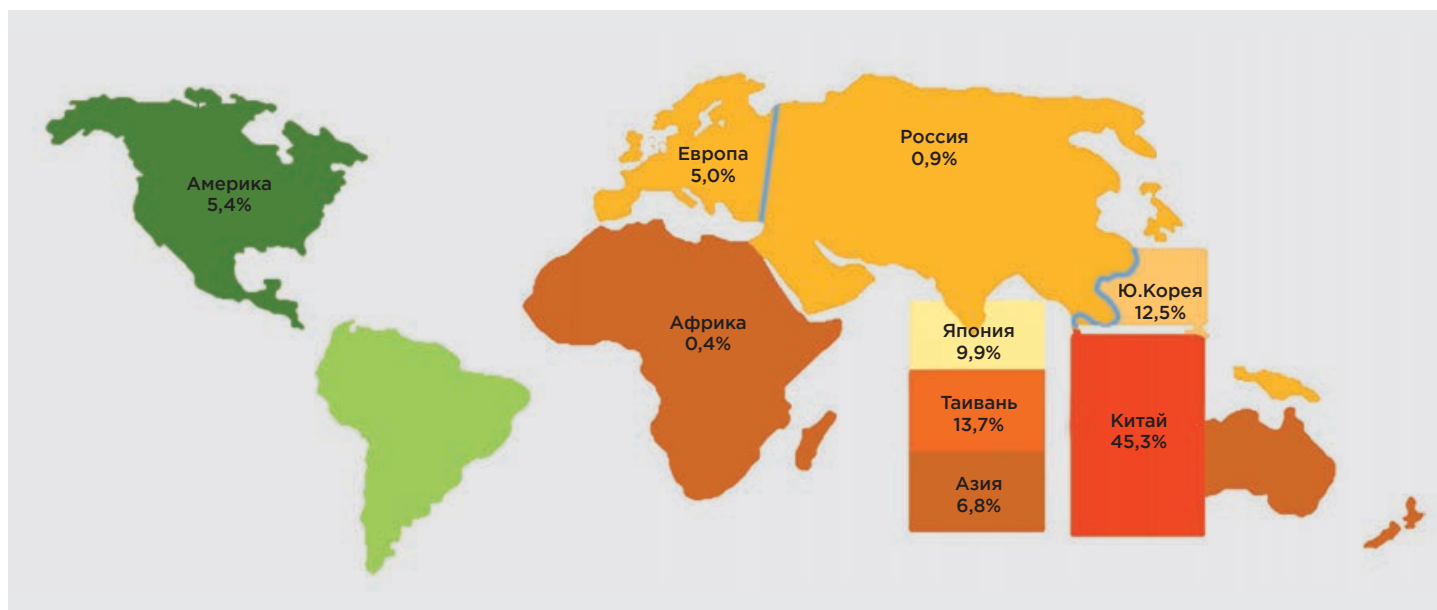 Америка
5,4%
Европа
5,0%
Россия
0,9%
Африка
0,4%
Ю.Корея
12,5%
Япония
9,9%
Таивань
13,7%
Азия
6,8%
Китай
45,3%